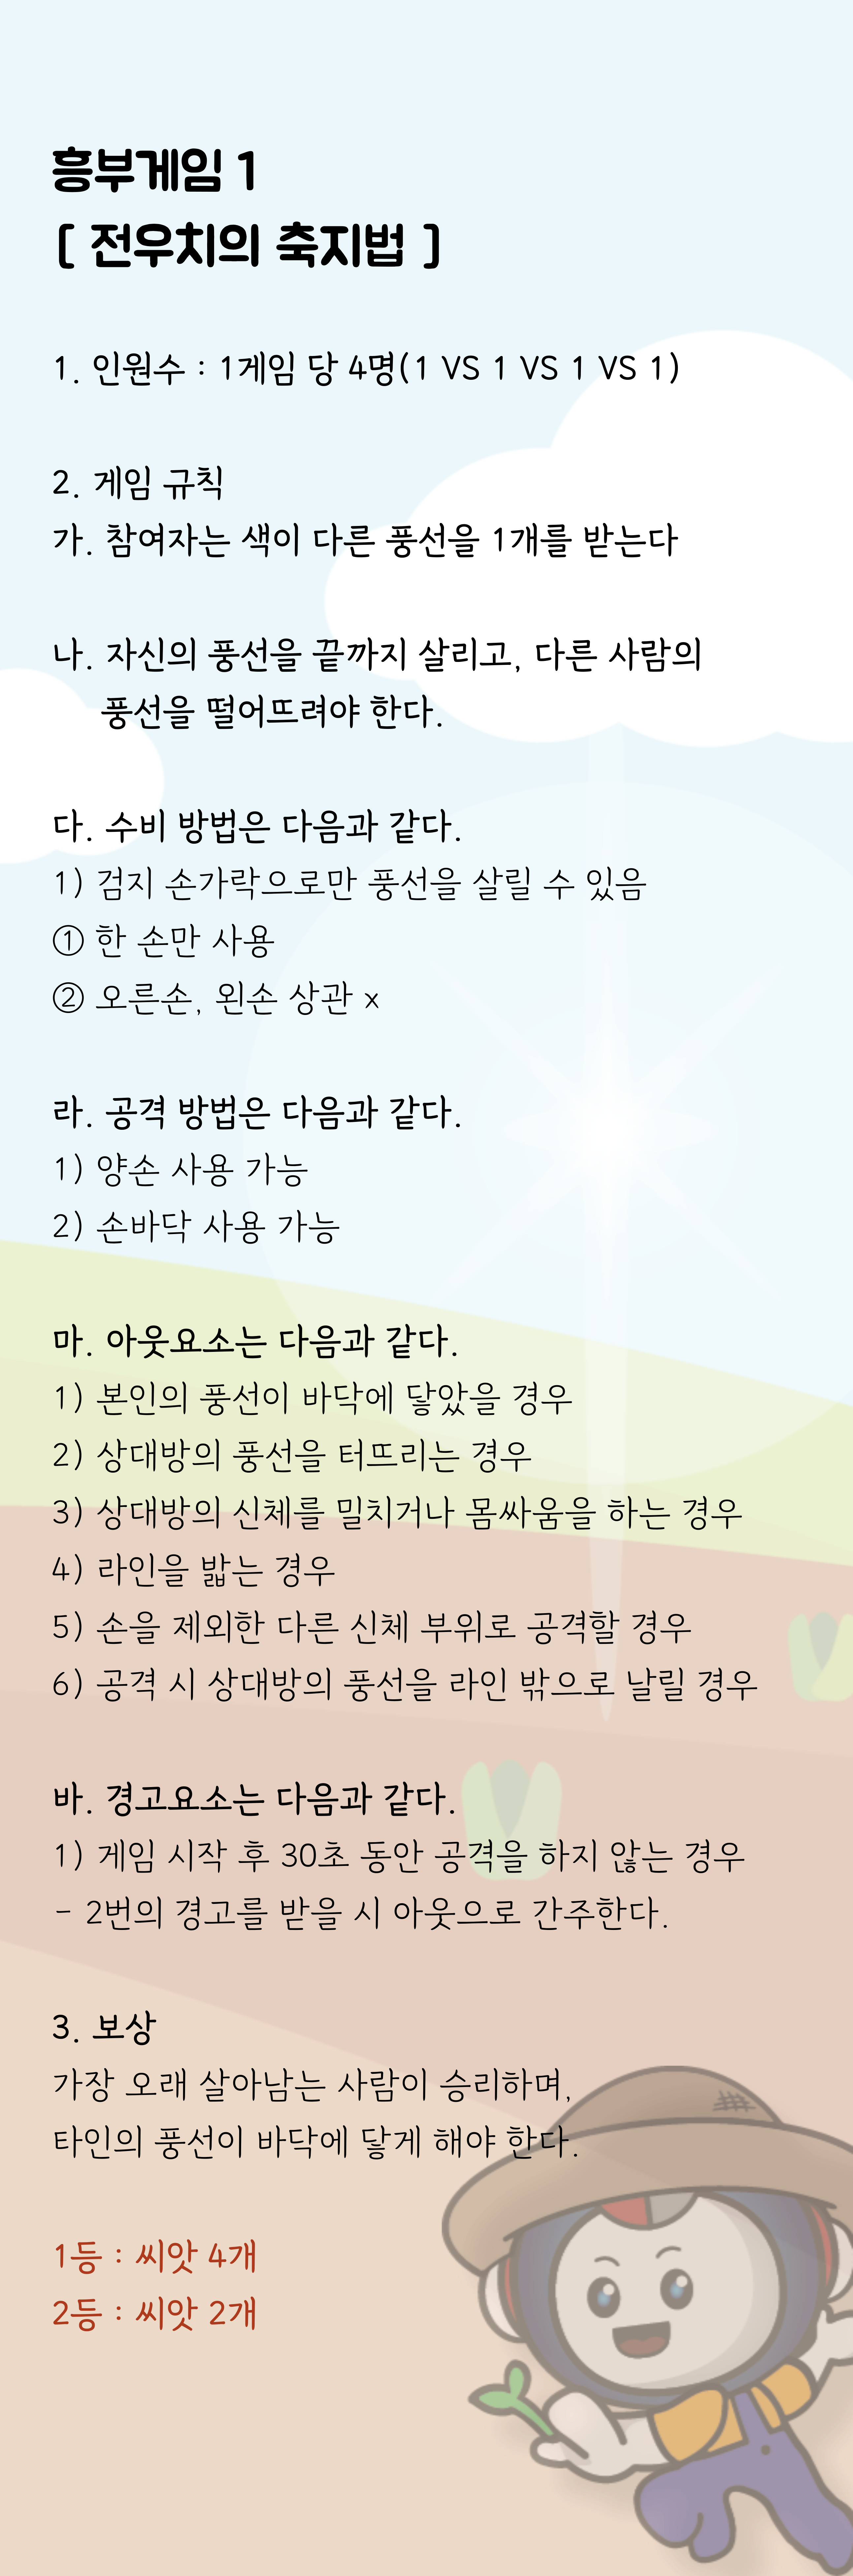 흥부게임 1
[ 전우치의 축지법 ]
1. 인원수 : 1게임 당 4명(1 VS 1 VS 1 VS 1)
2. 게임 규칙
가. 참여자는 색이 다른 풍선을 1개를 받는다
나. 자신의 풍선을 끝까지 살리고, 다른 사람의
풍선을 떨어뜨려야 한다.
다. 수비 방법은 다음과 같다.
1) 검지 손가락으로만 풍선을 살릴 수 있음
① 한 손만 사용
② 오른손, 왼손 상관 x
라. 공격 방법은 다음과 같다.
1) 양손 사용 가능
2) 손바닥 사용 가능
마. 아웃요소는 다음과 같다.
1) 본인의 풍선이 바닥에 닿았을 경우
2) 상대방의 풍선을 터뜨리는 경우
3) 상대방의 신체를 밀치거나 몸싸움을 하는 경우
4) 라인을 밟는 경우
5) 손을 제외한 다른 신체 부위로 공격할 경우
6) 공격 시 상대방의 풍선을 라인 밖으로 날릴 경우
바. 경고요소는 다음과 같다.
1) 게임 시작 후 30초 동안 공격을 하지 않는 경우
- 2번의 경고를 받을 시 아웃으로 간주한다.
3. 보상
가장 오래 살아남는 사람이 승리하며,
타인의 풍선이 바닥에 닿게 해야 한다.
1등 : 씨앗 4개
2등 : 씨앗 2개